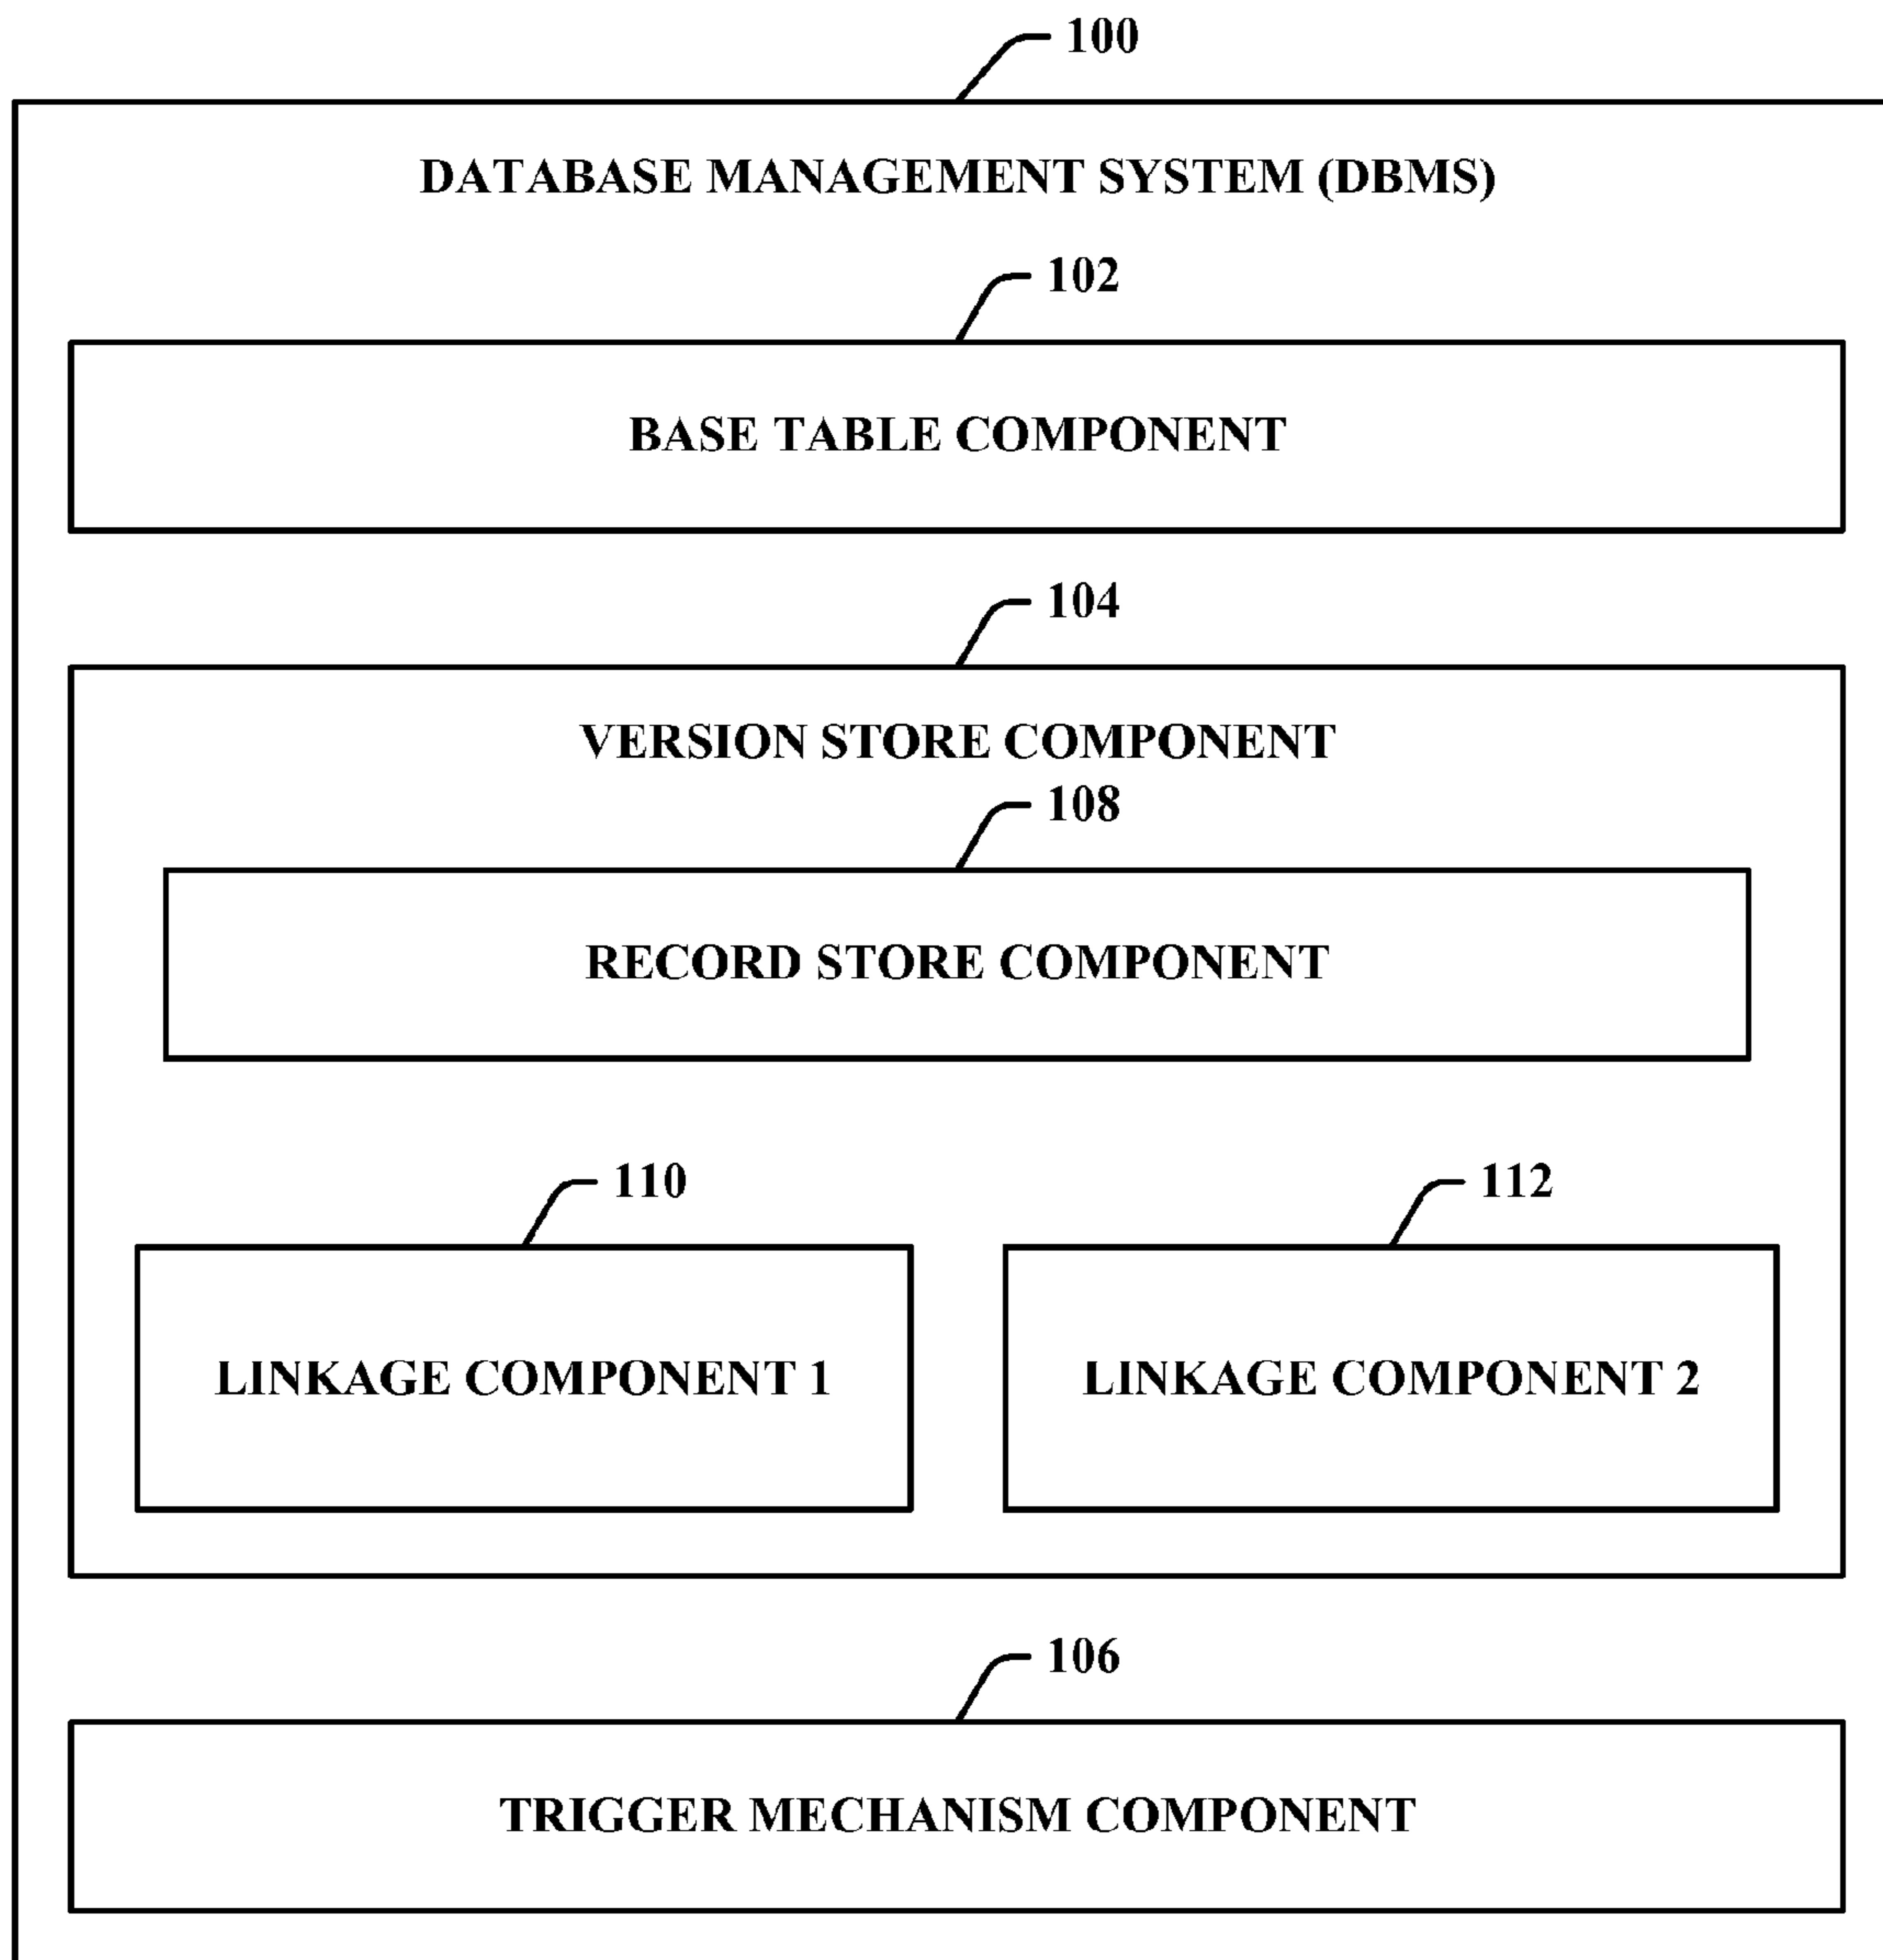 100
DATABASE MANAGEMENT SYSTEM (DBMS)
102
BASE TABLE COMPONENT
104
VERSION STORE COMPONENT
108
RECORD STORE COMPONENT
110
112
LINKAGE COMPONENT 1
LINKAGE COMPONENT 2
106
TRIGGER MECHANISM COMPONENT